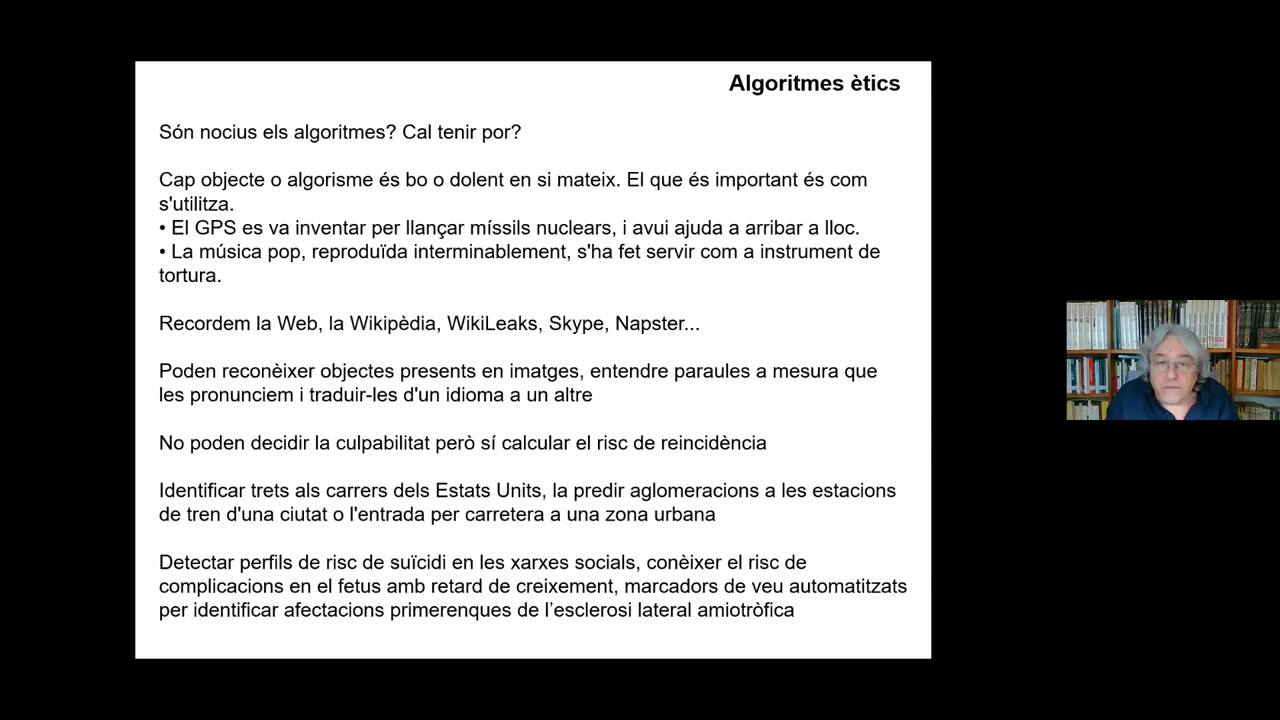 Algoritmes ètics
Són nocius els algoritmes? Cal tenir por?
Cap objecte o algorisme és bo o dolent en si mateix. El que és important és com
s'utilitza.
• El GPS es va inventar per llançar míssils nuclears, i avui ajuda a arribar a lloc.
• La música pop, reproduïda interminablement, s'ha fet servir com a instrument de
tortura.
Recordem la Web, la Wikipèdia, WikiLeaks, Skype, Napster...
Poden reconèixer objectes presents en imatges, entendre paraules a mesura que
les pronunciem i traduir-les d'un idioma a un altre
No poden decidir la culpabilitat però sí calcular el risc de reincidència
Identificar trets als carrers dels Estats Units, la predir aglomeracions a les estacions
de tren d'una ciutat o l'entrada per carretera a una zona urbana
Detectar perfils de risc de suïcidi en les xarxes socials, conèixer el risc de
complicacions en el fetus amb retard de creixement, marcadors de veu automatitzats
per identificar afectacions primerenques de l’esclerosi lateral amiotròfica